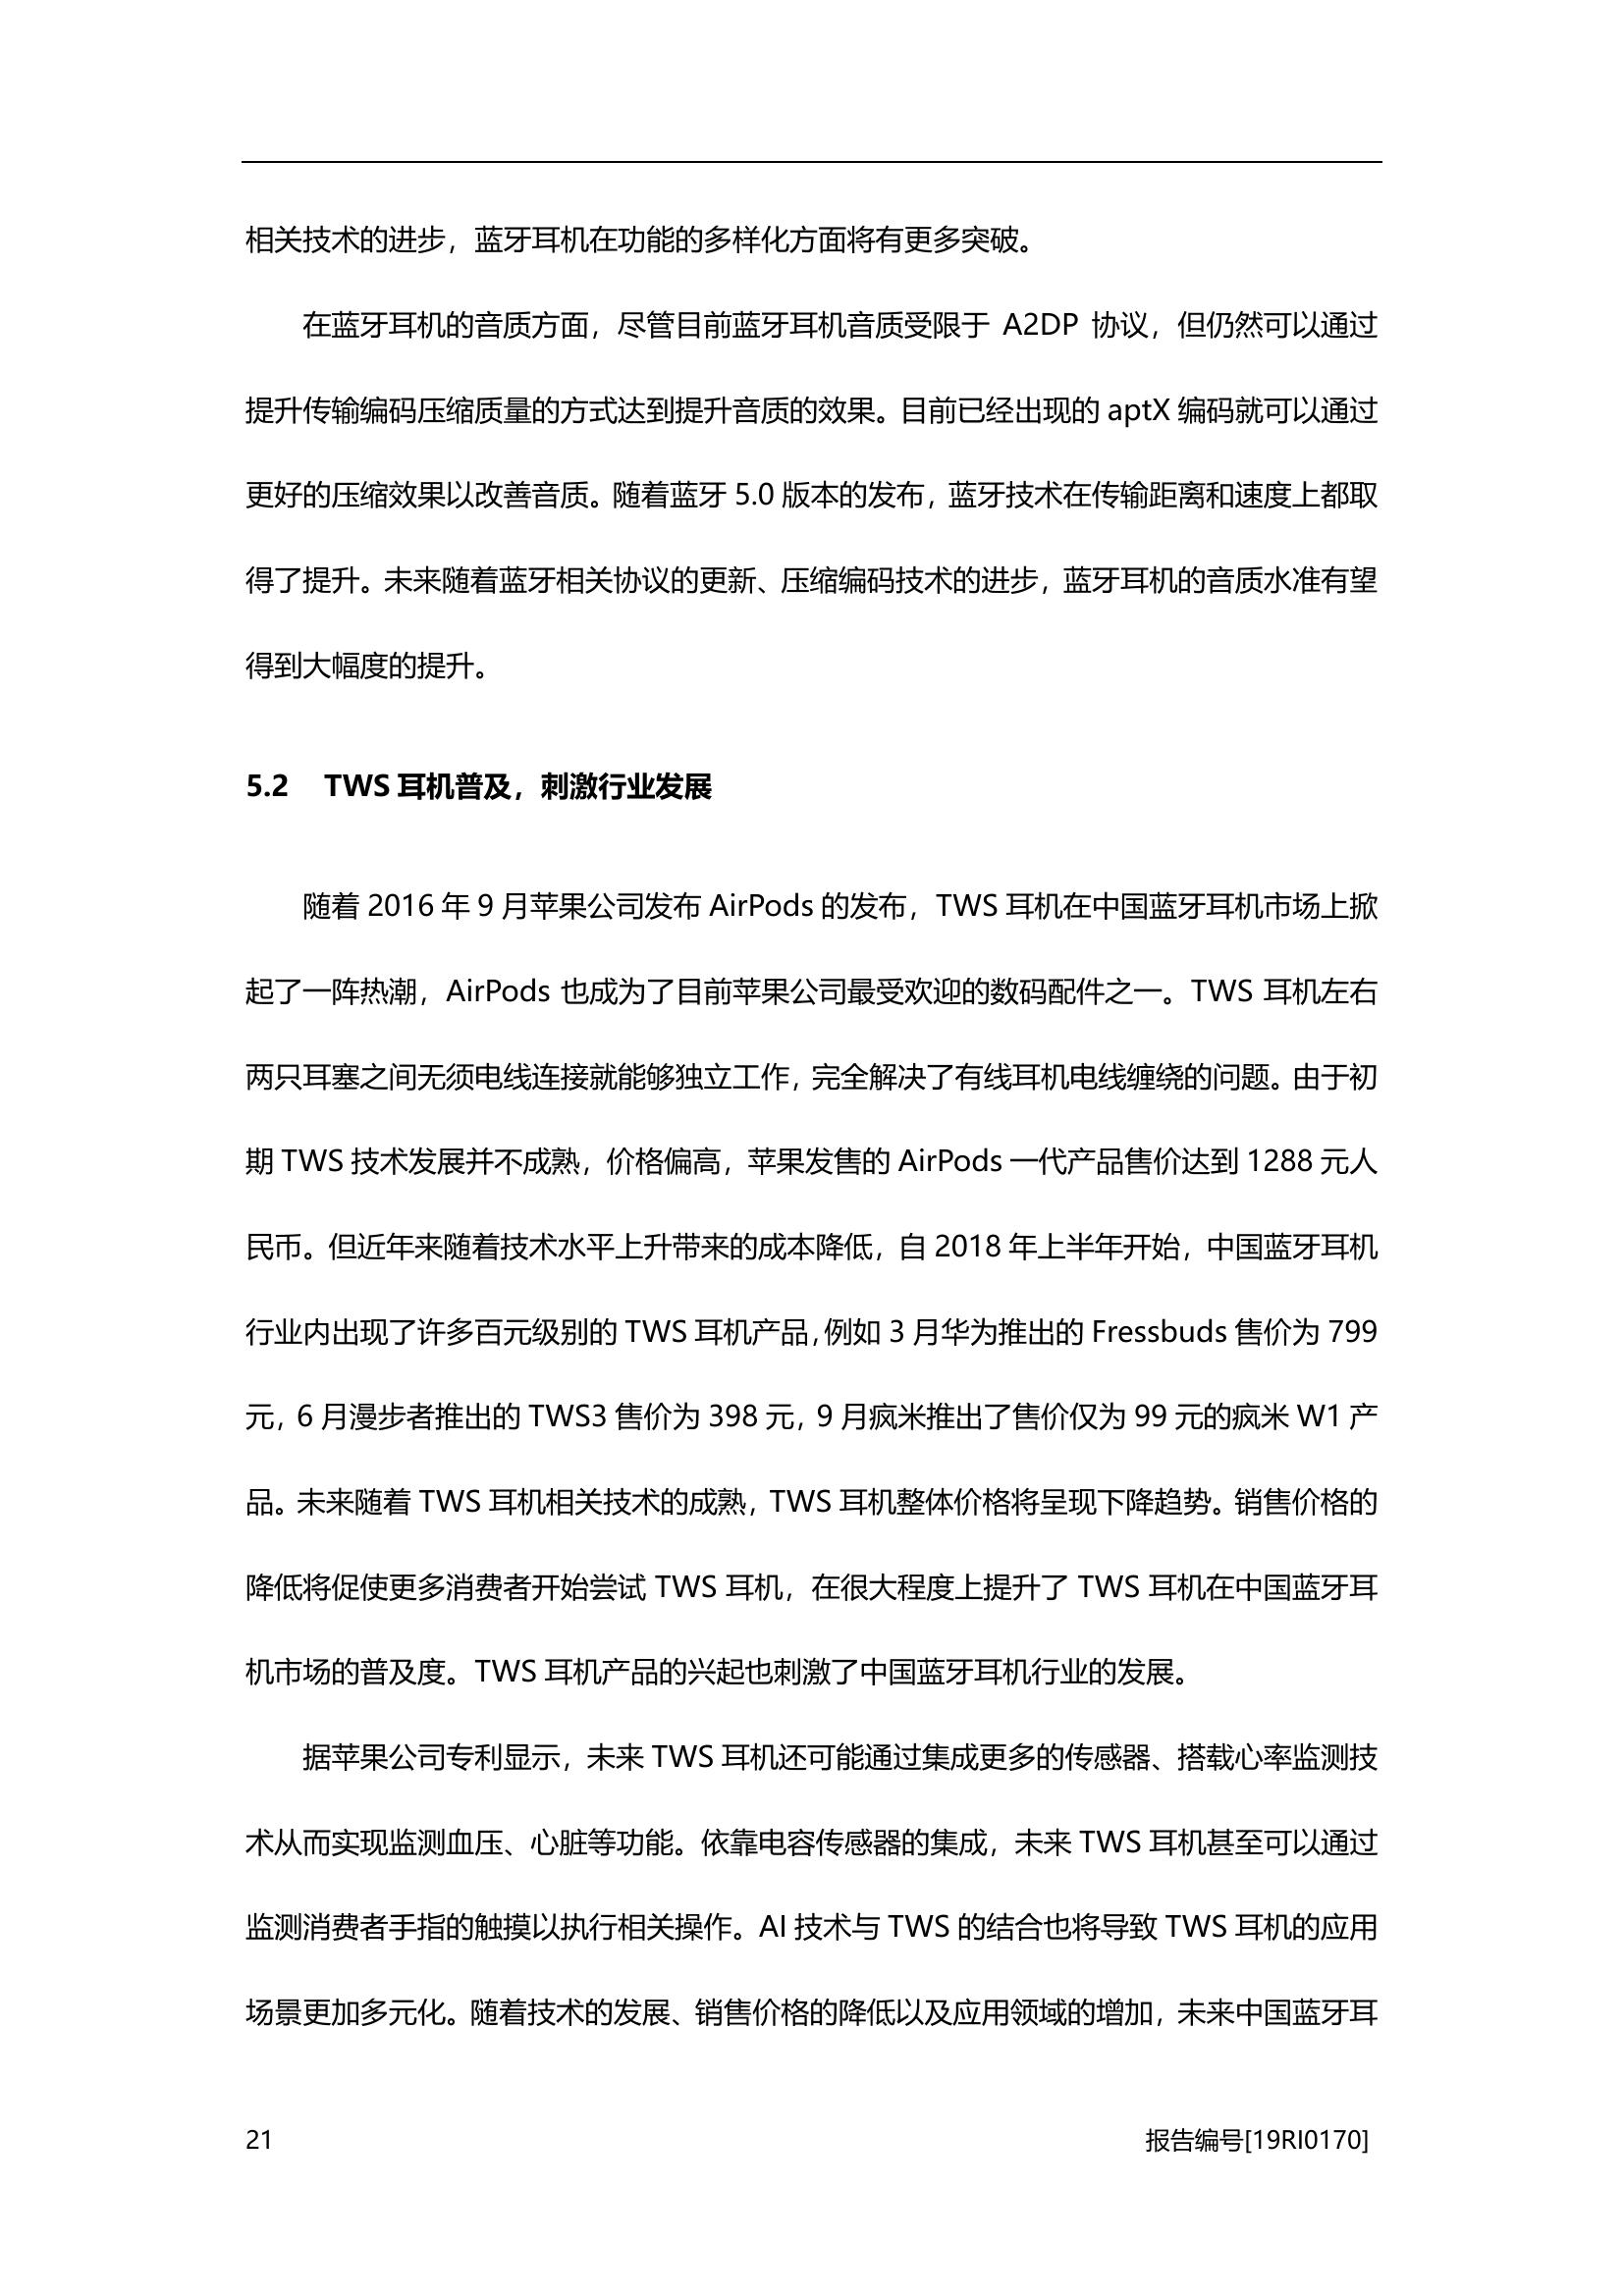 相关技术的进步，蓝牙耳机在功能的多样化方面将有更多突破。
在蓝牙耳机的音质方面，尽管目前蓝牙耳机音质受限于 A2DP 协议，但仍然可以通过
提升传输编码压缩质量的方式达到提升音质的效果。目前已经出现的 aptX 编码就可以通过
更好的压缩效果以改善音质。随着蓝牙 5.0 版本的发布，蓝牙技术在传输距离和速度上都取
得了提升。未来随着蓝牙相关协议的更新、压缩编码技术的进步，蓝牙耳机的音质水准有望
得到大幅度的提升。
5.2 TWS 耳机普及，刺激行业发展
随着 2016 年 9 月苹果公司发布 AirPods 的发布，TWS 耳机在中国蓝牙耳机市场上掀
起了一阵热潮，AirPods 也成为了目前苹果公司最受欢迎的数码配件之一。TWS 耳机左右
两只耳塞之间无须电线连接就能够独立工作，完全解决了有线耳机电线缠绕的问题。由于初
期 TWS 技术发展并不成熟，价格偏高，苹果发售的 AirPods 一代产品售价达到 1288 元人
民币。但近年来随着技术水平上升带来的成本降低，自 2018 年上半年开始，中国蓝牙耳机
行业内出现了许多百元级别的 TWS 耳机产品，例如 3 月华为推出的 Fressbuds 售价为 799
元，6 月漫步者推出的 TWS3 售价为 398 元，9 月疯米推出了售价仅为 99 元的疯米 W1 产
品。未来随着 TWS 耳机相关技术的成熟，TWS 耳机整体价格将呈现下降趋势。销售价格的
降低将促使更多消费者开始尝试 TWS 耳机，在很大程度上提升了 TWS 耳机在中国蓝牙耳
机市场的普及度。TWS 耳机产品的兴起也刺激了中国蓝牙耳机行业的发展。
据苹果公司专利显示，未来 TWS 耳机还可能通过集成更多的传感器、搭载心率监测技
术从而实现监测血压、心脏等功能。依靠电容传感器的集成，未来 TWS 耳机甚至可以通过
监测消费者手指的触摸以执行相关操作。AI 技术与 TWS 的结合也将导致 TWS 耳机的应用
场景更加多元化。随着技术的发展、销售价格的降低以及应用领域的增加，未来中国蓝牙耳
21 报告编号[19RI0170]